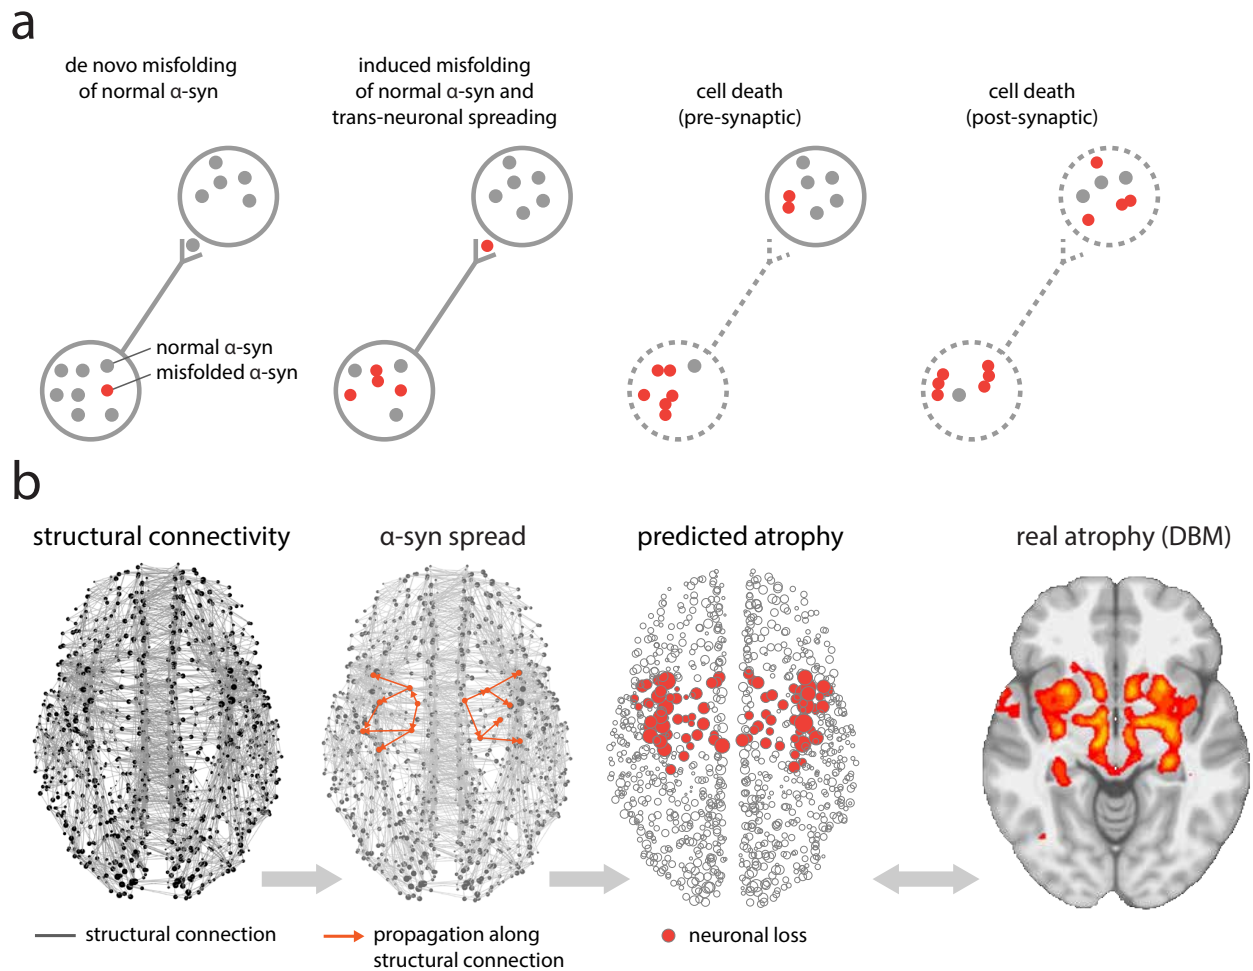 a
de novo misfolding
of normal α-syn
induced misfolding
of normal α-syn and
trans-neuronal spreading
cell death
(pre-synaptic)
cell death
(post-synaptic)
normal α-syn
misfolded α-syn
b
structural connectivity
α-syn spread
predicted atrophy
real atrophy (DBM)
structural connection
propagation along
structural connection
neuronal loss